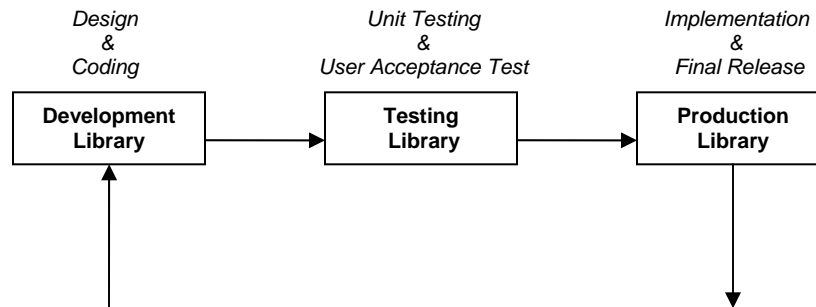 Design
&
Coding
Unit Testing
&
User Acceptance Test
Implementation
&
Final Release
Development
Library
Testing
Library
Production
Library